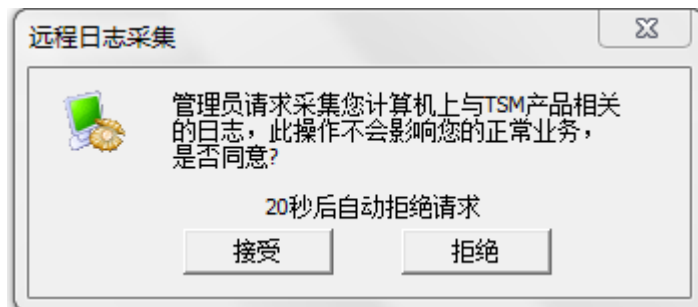 远程日志采集
管理员请求采集您计算机上与TSM产品相关
的日志，此操作不会影响您的正常业务，
是否同意?
20秒后自动拒绝请求
接受 拒绝